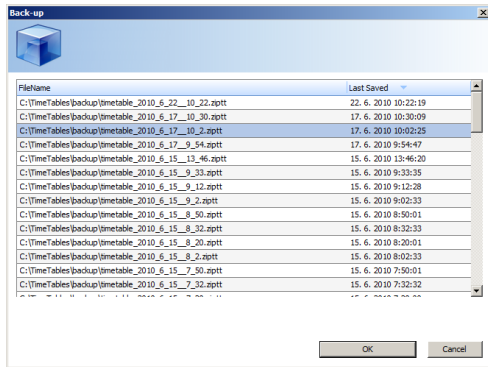 Back-up
FileName Last Saved
C:\TimeTables\backup\timetable_2010_6_22__10_22.ziptt 22. 6. 2010 10:22:19
C:\TimeTables\backup\timetable_2010_6_17__10_30.ziptt 17. 6. 2010 10:30:09
C:\TimeTables\backup\timetable_2010_6_17__10_2.ziptt 17. 6. 2010 10:02:25
C:\TimeTables\backup\timetable_2010_6_17__9_54.ziptt 17. 6. 2010 9:54:47
C:\TimeTables\backup\timetable_2010_6_15__13_46.ziptt 15. 6. 2010 13:46:20
C:\TimeTables\backup\timetable_2010_6_15__9_33.ziptt 15. 6. 2010 9:33:35
C:\TimeTables\backup\timetable_2010_6_15__9_12.ziptt 15. 6. 2010 9:12:28
C:\TimeTables\backup\timetable_2010_6_15__9_2.ziptt 15. 6. 2010 9:02:33
C:\TimeTables\backup\timetable_2010_6_15__8_50.ziptt 15. 6. 2010 8:50:01
C:\TimeTables\backup\timetable_2010_6_15__8_32.ziptt 15. 6. 2010 8:32:33
C:\TimeTables\backup\timetable_2010_6_15__8_20.ziptt 15. 6. 2010 8:20:01
C:\TimeTables\backup\timetable_2010_6_15__8_2.ziptt 15. 6. 2010 8:02:33
C:\TimeTables\backup\timetable_2010_6_15__7_50.ziptt 15. 6. 2010 7:50:01
C:\TimeTables\backup\timetable_2010_6_15__7_32.ziptt 15. 6. 2010 7:32:32
OK Cancel